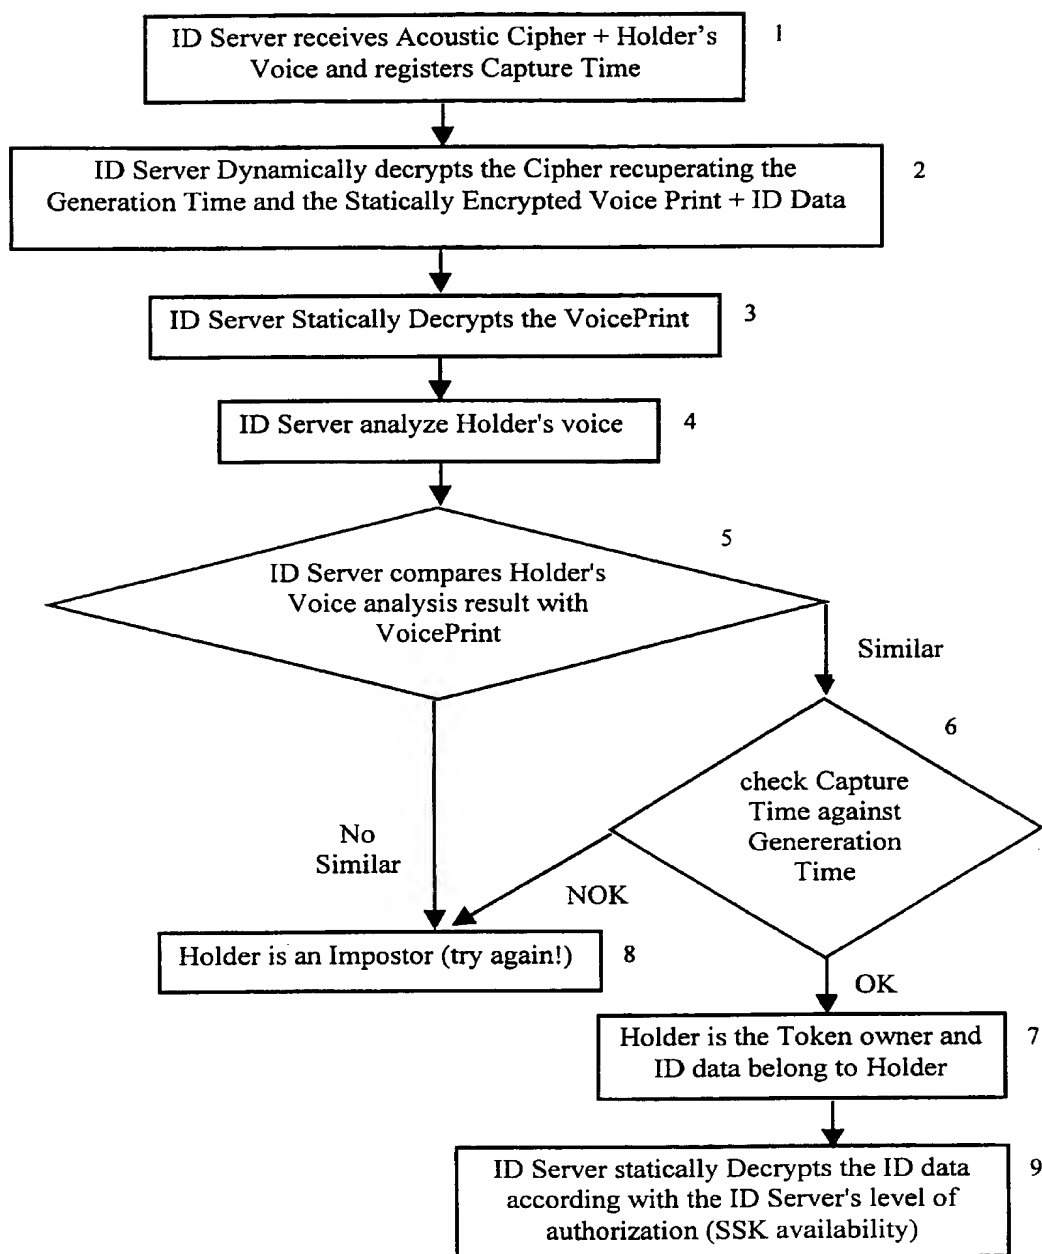 ID Server receives Acoustic Cipher + Holder's
Voice and registers Capture Time
1
ID Server Dynamically decrypts the Cipher recuperating the
Generation Time and the Statically Encrypted Voice Print + ID Data
2
ID Server Statically Decrypts the VoicePrint
3
ID Server analyze Holder's voice
4
5
ID Server compares Holder's
Voice analysis result with
VoicePrint
Similar
6
check Capture
Time against
Genereration
Time
No
Similar
NOK
Holder is an Impostor (try again!)
8
OK
Holder is the Token owner and
ID data belong to Holder
7
ID Server statically Decrypts the ID data
according with the ID Server's level of
authorization (SSK availability)
9